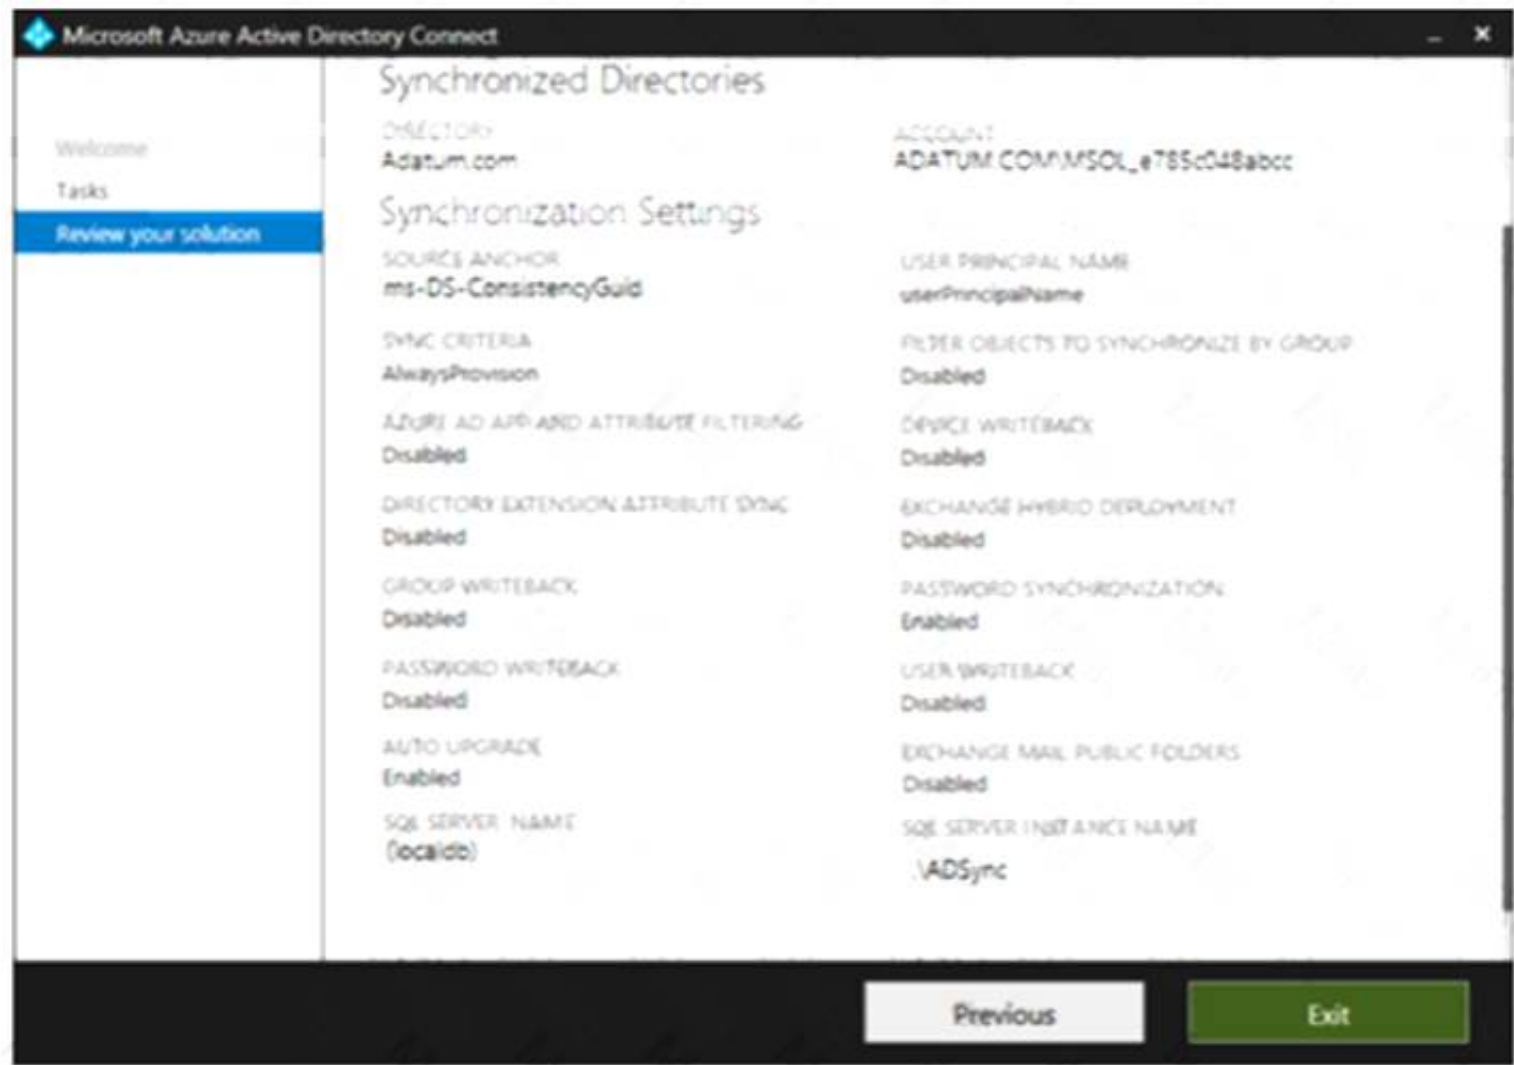 Microsoft Azure Active Directory Connect
Welcome
Tasks
Review your solution
Synchronized Directories
DIRECTORY
Adatum.com
ACCOUNT
ADATUM.COM\MSOL_e785c048abcc
Synchronization Settings
SOURCE ANCHOR
ms-DS-ConsistencyGuid
USER PRINCIPAL NAME
userPrincipalName
SYNC CRITERIA
AlwaysProvision
FILTER OBJECTS TO SYNCHRONIZE BY GROUP
Disabled
AZURE AD APP AND ATTRIBUTE FILTERING
Disabled
DEVICE WRITEBACK
Disabled
DIRECTORY EXTENSION ATTRIBUTE SYNC
Disabled
EXCHANGE HYBRID DEPLOYMENT
Disabled
GROUP WRITEBACK
Disabled
PASSWORD SYNCHRONIZATION
Enabled
PASSWORD WRITEBACK
Disabled
USER WRITEBACK
Disabled
AUTO UPGRADE
Enabled
EXCHANGE MAIL PUBLIC FOLDERS
Disabled
SQL SERVER NAME
(localdb)
SQL SERVER INSTANCE NAME
.\ADSync
Previous
Exit